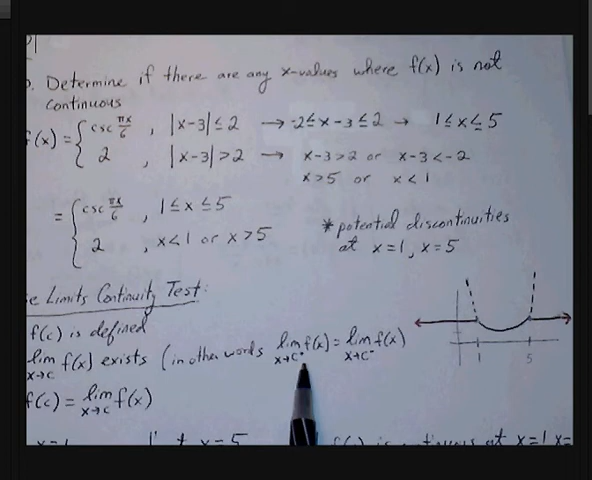 Determine if there are any x-values where f(x) is not
continuous
f(x) = { csc πx/6 , |x-3| ≤ 2 → -2 ≤ x - 3 ≤ 2 → 1 ≤ x ≤ 5
2 , |x-3| > 2 → x-3 > 2 or x-3 < -2
x > 5 or x < 1
= { csc πx/6 , 1 ≤ x ≤ 5
2 , x < 1 or x > 5
* potential discontinuities
at x = 1, x = 5
Limits Continuity Test:
f(c) is defined
lim x→c f(x) exists (in other words lim x→c⁺ f(x) = lim x→c⁻ f(x)
f(c) = lim x→c f(x)
1 5
x=5 at x=1